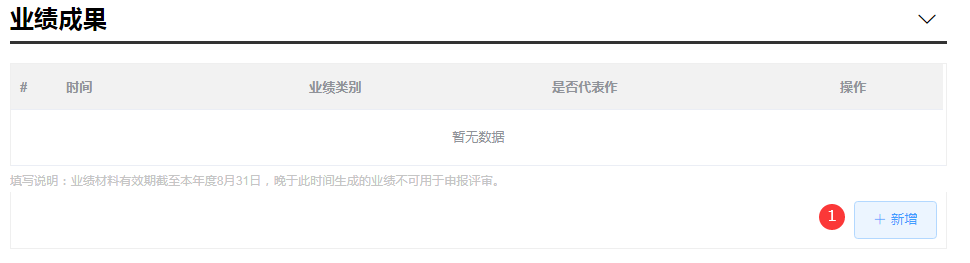 业绩成果
# 时间 业绩类别 是否代表作 操作
暂无数据
填写说明：业绩材料有效期截至本年度8月31日，晚于此时间生成的业绩不可用于申报评审。
1 + 新增